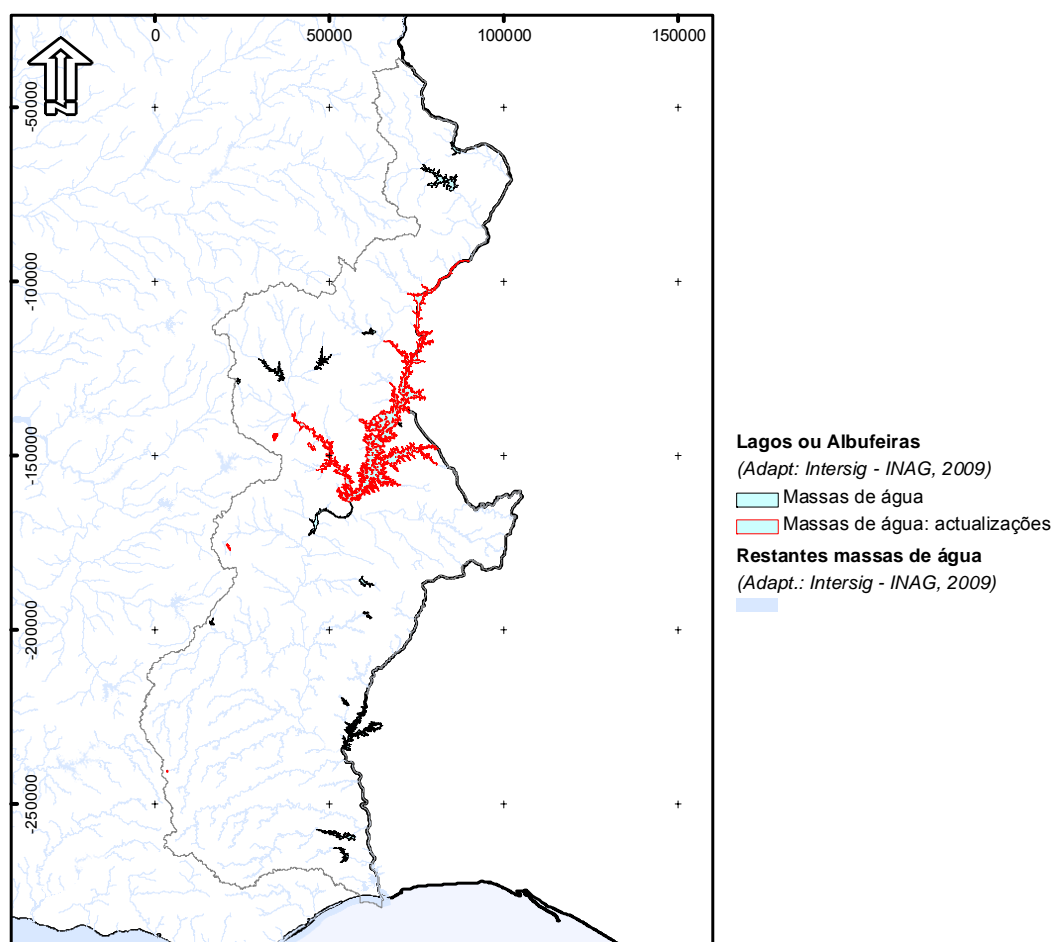 0 50000 100000 150000
N
-50000
-100000
-150000
-200000
-250000
Lagos ou Albufeiras
(Adapt: Intersig - INAG, 2009)
Massas de água
Massas de água: actualizações
Restantes massas de água
(Adapt.: Intersig - INAG, 2009)